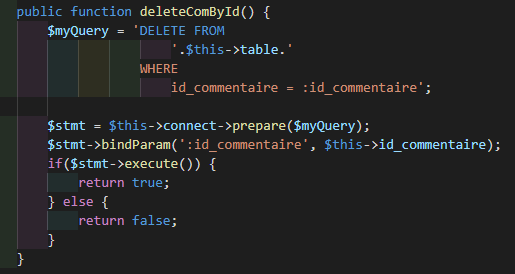 public function deleteComById() {
    $myQuery = 'DELETE FROM
                    '.$this->table.'
                WHERE
                    id_commentaire = :id_commentaire';

    $stmt = $this->connect->prepare($myQuery);
    $stmt->bindParam(':id_commentaire', $this->id_commentaire);
    if($stmt->execute()) {
        return true;
    } else {
        return false;
    }
}